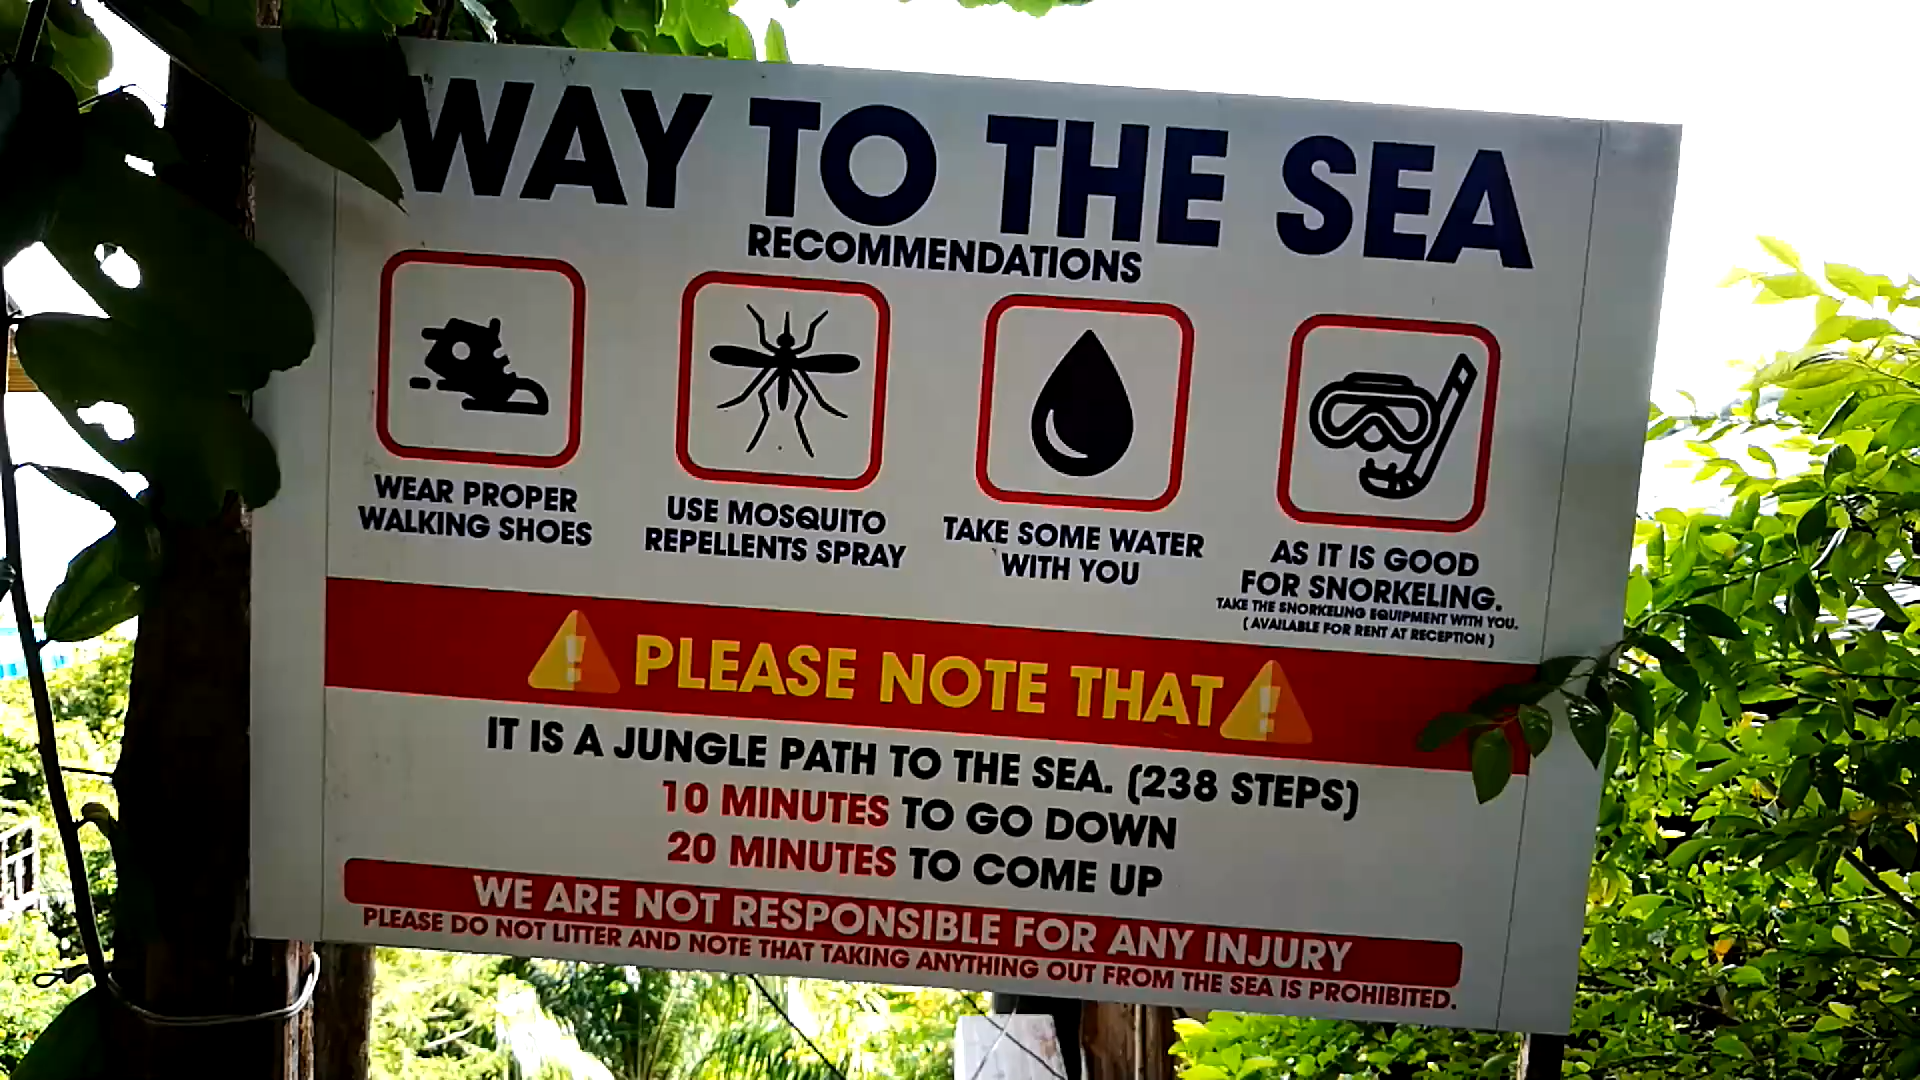 WAY TO THE SEA
RECOMMENDATIONS
WEAR PROPER
WALKING SHOES
USE MOSQUITO
REPELLENTS SPRAY
TAKE SOME WATER
WITH YOU
AS IT IS GOOD
FOR SNORKELING.
TAKE THE SNORKELING EQUIPMENT WITH YOU.
( AVAILABLE FOR RENT AT RECEPTION )
PLEASE NOTE THAT
IT IS A JUNGLE PATH TO THE SEA. (238 STEPS)
10 MINUTES TO GO DOWN
20 MINUTES TO COME UP
WE ARE NOT RESPONSIBLE FOR ANY INJURY
PLEASE DO NOT LITTER AND NOTE THAT TAKING ANYTHING OUT FROM THE SEA IS PROHIBITED.